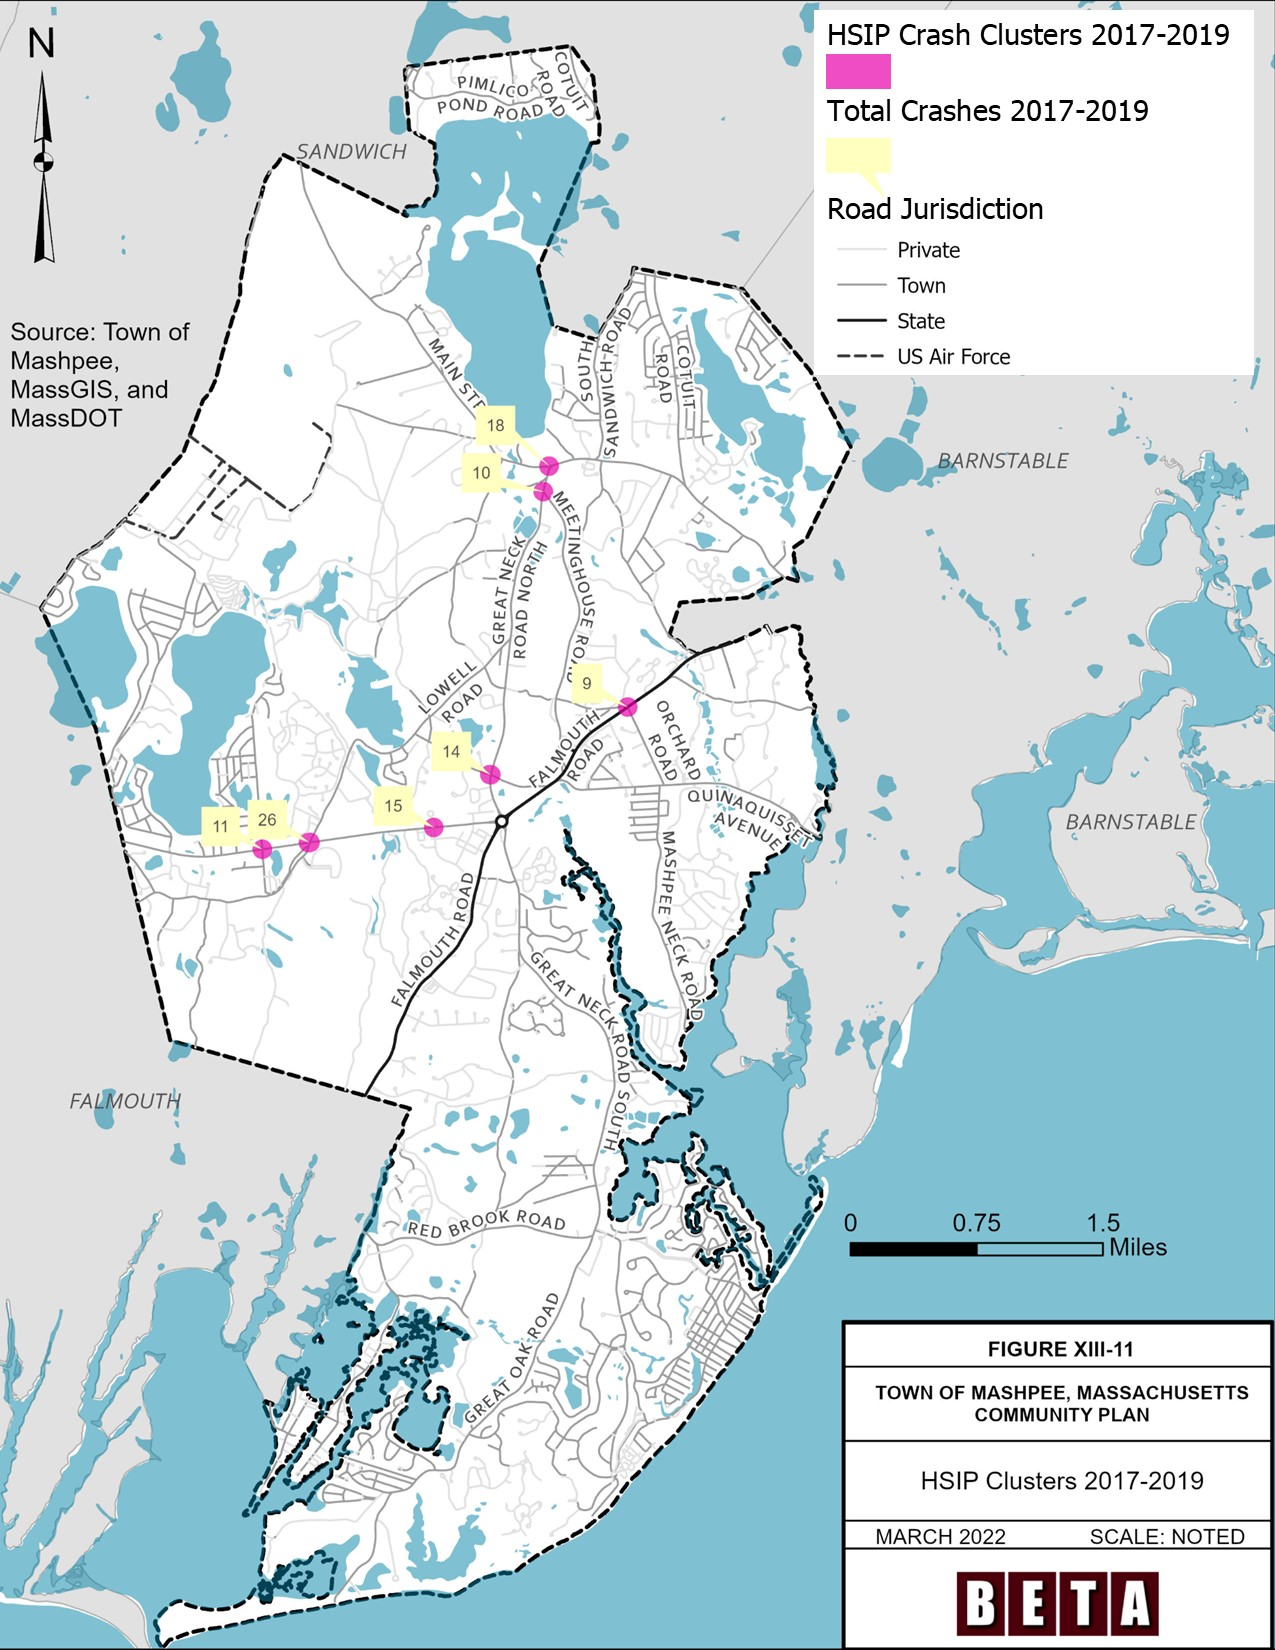 N
HSIP Crash Clusters 2017-2019
Total Crashes 2017-2019
Road Jurisdiction
Private
Town
State
US Air Force
Source: Town of
Mashpee,
MassGIS, and
MassDOT
PIMLICO
POND ROAD
COTUIT
ROAD
SANDWICH
MAIN STR
SOUTH
SANDWICH ROAD
COTUIT
ROAD
18
10
BARNSTABLE
MEETINGHOUSE ROAD
GREAT NECK
ROAD NORTH
LOWELL
ROAD
9
14
FALMOUTH
ROAD
ORCHARD
ROAD
15
11
26
QUINAQUISSET
AVENUE
BARNSTABLE
MASHPEE NECK ROAD
FALMOUTH ROAD
GREAT NECK ROAD SOUTH
FALMOUTH
RED BROOK ROAD
GREAT OAK ROAD
0 0.75 1.5
Miles
FIGURE XIII-11
TOWN OF MASHPEE, MASSACHUSETTS
COMMUNITY PLAN
HSIP Clusters 2017-2019
MARCH 2022 SCALE: NOTED
BETA